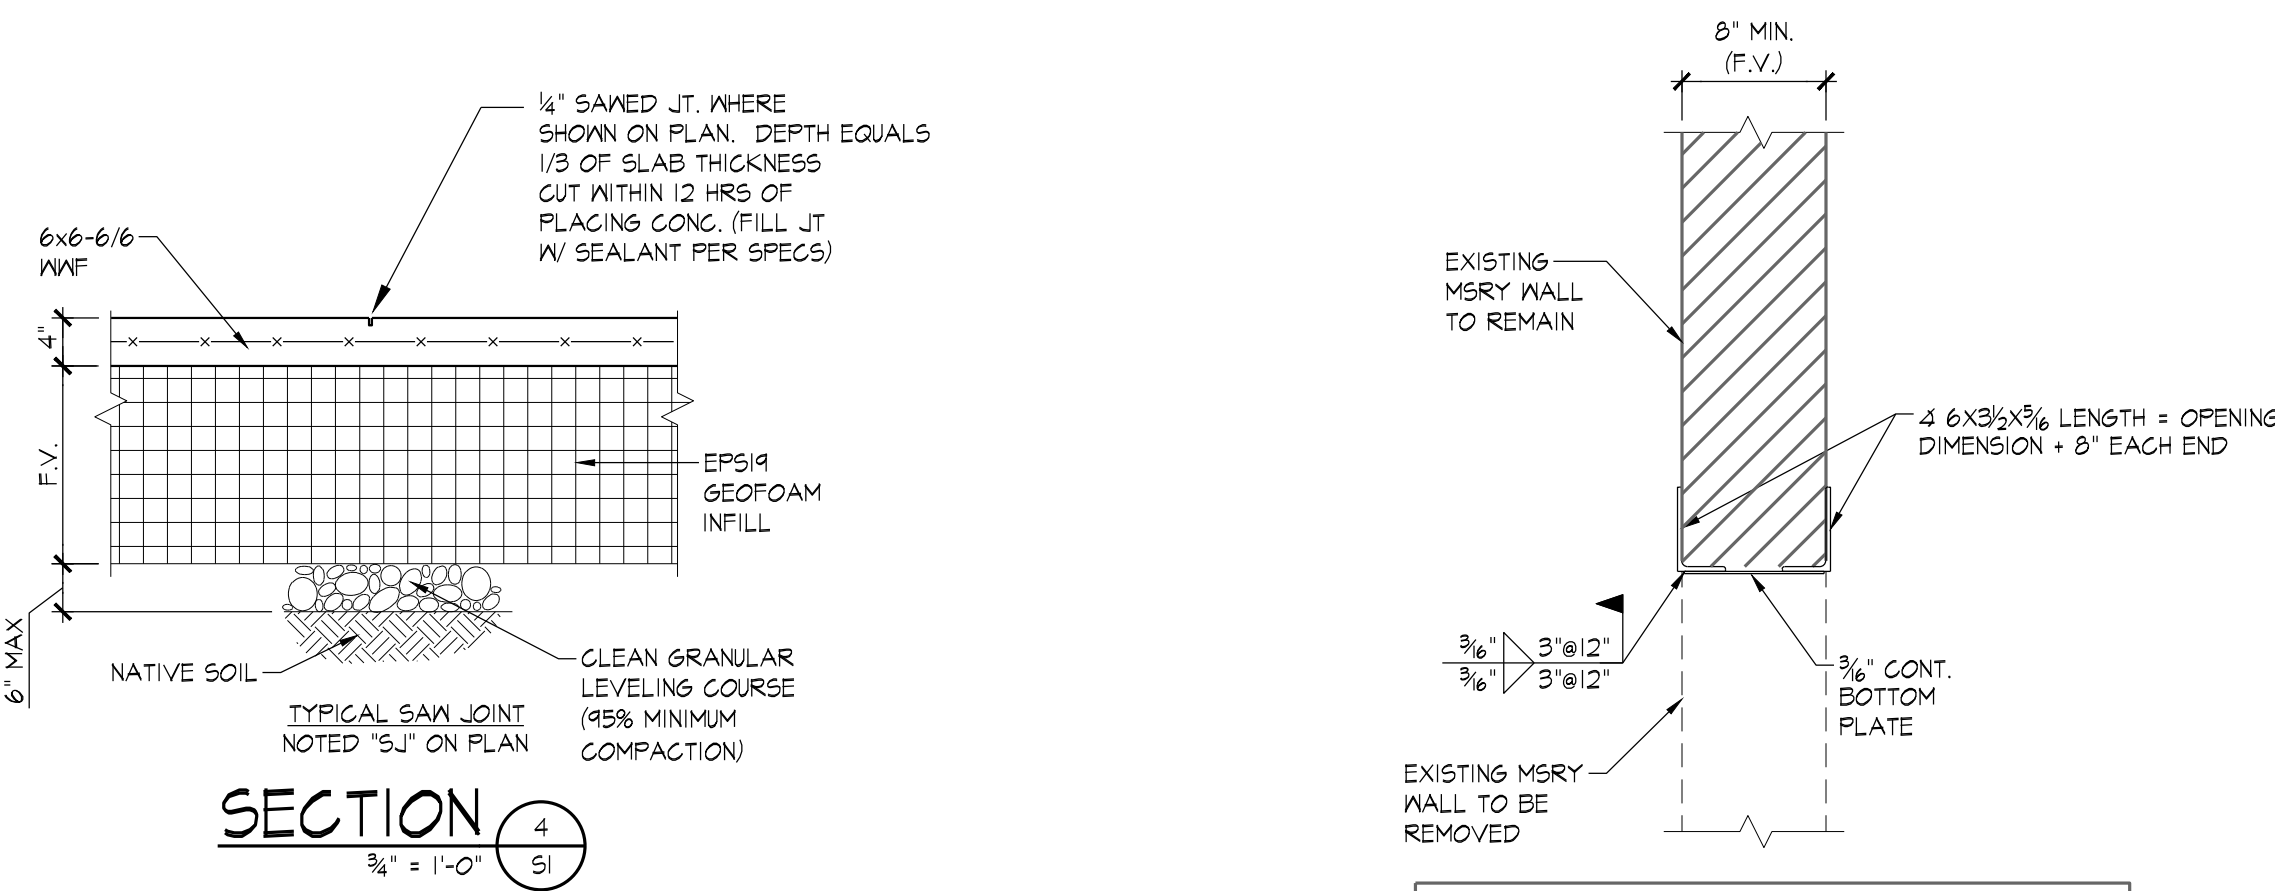 ¼" SAWED JT. WHERE
SHOWN ON PLAN. DEPTH EQUALS
1/3 OF SLAB THICKNESS
CUT WITHIN 12 HRS OF
PLACING CONC. (FILL JT
W/ SEALANT PER SPECS)
6x6-6/6
WWF
4"
F.V.
6" MAX
EPS19
GEOFOAM
INFILL
NATIVE SOIL
CLEAN GRANULAR
LEVELING COURSE
(95% MINIMUM
COMPACTION)
TYPICAL SAW JOINT
NOTED "SJ" ON PLAN
SECTION
4
S1
¾" = 1'-0"
8" MIN.
(F.V.)
EXISTING
MSRY WALL
TO REMAIN
∡ 6X3½X5⁄16 LENGTH = OPENING
DIMENSION + 8" EACH END
3⁄16" 3"@12"
3⁄16" 3"@12"
3⁄16" CONT.
BOTTOM
PLATE
EXISTING MSRY
WALL TO BE
REMOVED